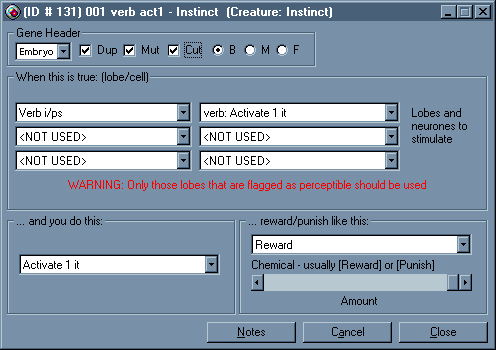 (ID # 131) 001 verb act1 - Instinct (Creature: Instinct)
Gene Header
Embryo Dup Mut Cut B M F
When this is true: (lobe/cell)
Verb i/ps verb: Activate 1 it
<NOT USED> <NOT USED>
<NOT USED> <NOT USED>
Lobes and
neurones to
stimulate
WARNING: Only those lobes that are flagged as perceptible should be used
... and you do this:
Activate 1 it
... reward/punish like this:
Reward
Chemical - usually [Reward] or [Punish]
Amount
Notes Cancel Close